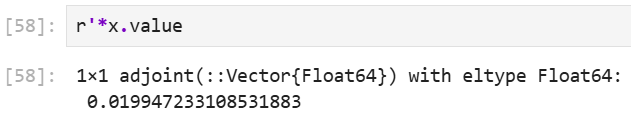 [58]: r'*x.value
[58]: 1×1 adjoint(::Vector{Float64}) with eltype Float64:
0.019947233108531883